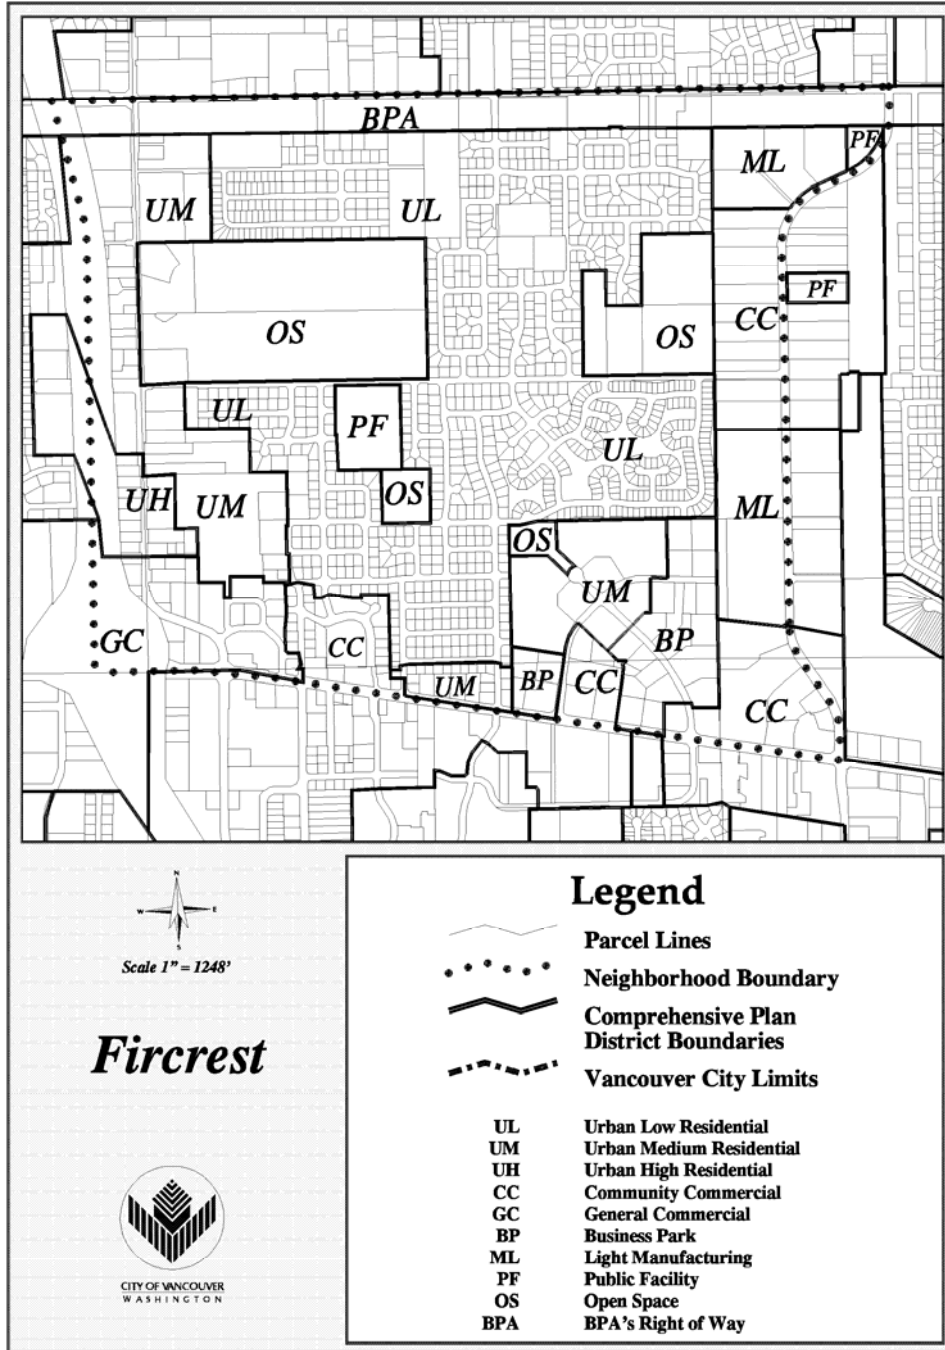 BPA
PF
ML
UM
UL
PF
OS
CC
OS
UL
PF
UL
OS
UH
UM
ML
OS
UM
GC
CC
BP
UM
BP
CC
CC
N
W
E
S
Scale 1" = 1248'
Fircrest
CITY OF VANCOUVER
WASHINGTON
Legend
Parcel Lines
Neighborhood Boundary
Comprehensive Plan
District Boundaries
Vancouver City Limits
UL Urban Low Residential
UM Urban Medium Residential
UH Urban High Residential
CC Community Commercial
GC General Commercial
BP Business Park
ML Light Manufacturing
PF Public Facility
OS Open Space
BPA BPA's Right of Way